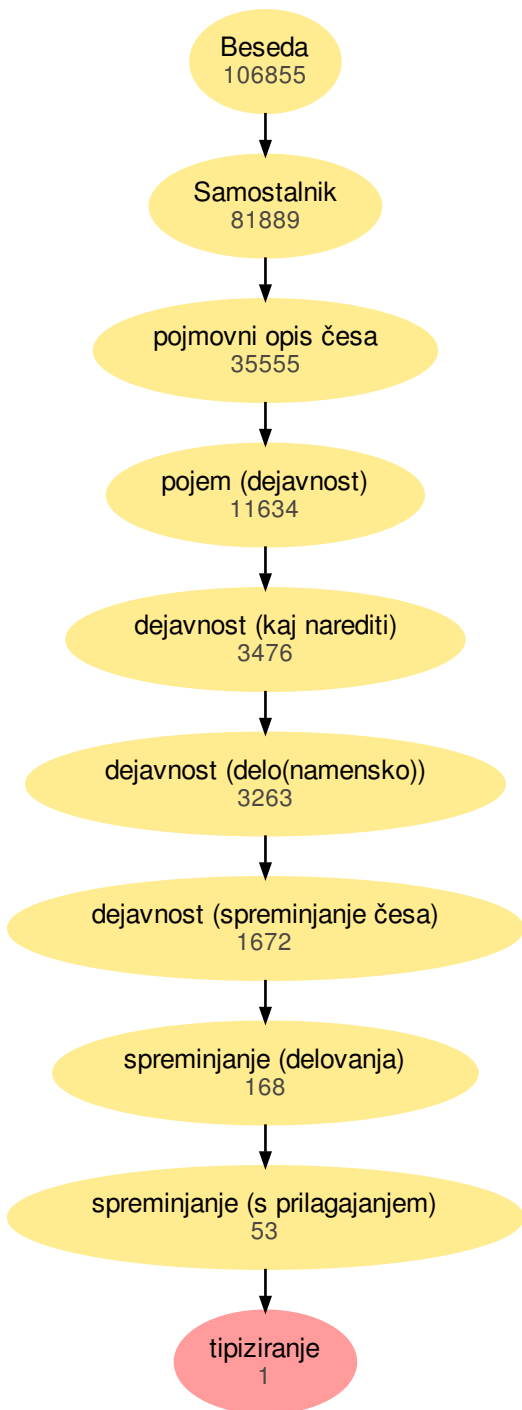 Beseda
106855
Samostalnik
81889
pojmovni opis česa
35555
pojem (dejavnost)
11634
dejavnost (kaj narediti)
3476
dejavnost (delo(namensko))
3263
dejavnost (spreminjanje česa)
1672
spreminjanje (delovanja)
168
spreminjanje (s prilagajanjem)
53
tipiziranje
1